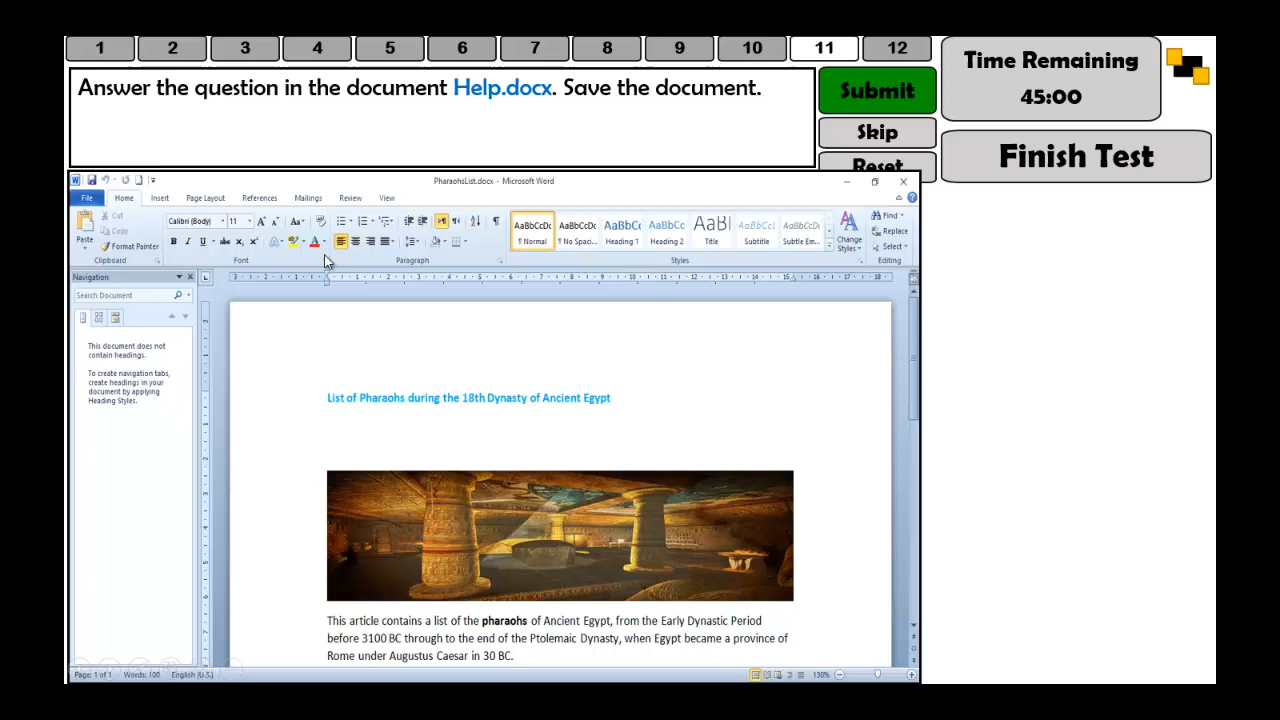 1 2 3 4 5 6 7 8 9 10 11 12
Time Remaining
45:00
Answer the question in the document Help.docx. Save the document.
Submit
Skip
Reset
Finish Test
PharaohsList.docx - Microsoft Word
File Home Insert Page Layout References Mailings Review View
Paste
Cut
Copy
Format Painter
Clipboard
Calibri (Body) 11
Font
Paragraph
AaBbCcDc AaBbCcDc AaBbCc AaBbCc AaBl AaBbCcI AaBbCcDc
¶ Normal ¶ No Spaci... Heading 1 Heading 2 Title Subtitle Subtle Em...
Styles
Change Styles
Find
Replace
Select
Editing
Navigation
Search Document
This document does not
contain headings.
To create navigation tabs,
create headings in your
document by applying
Heading Styles.
List of Pharaohs during the 18th Dynasty of Ancient Egypt
This article contains a list of the pharaohs of Ancient Egypt, from the Early Dynastic Period
before 3100 BC through to the end of the Ptolemaic Dynasty, when Egypt became a province of
Rome under Augustus Caesar in 30 BC.
Page: 1 of 1 Words: 100 English (U.S.) 130%